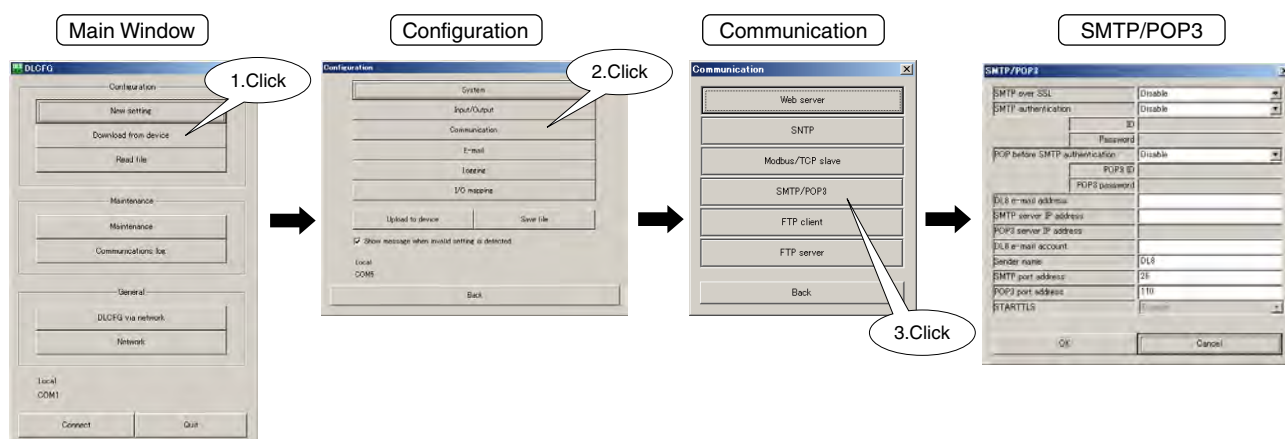 Main Window
Configuration
Communication
SMTP/POP3
DLCFG
Configuration
New setting
Download from device
Read file
Maintenance
Maintenance
Communications log
General
DLCFG via network
Network
Local
COM1
Connect Quit
1.Click
Configuration
System
Input/Output
Communication
E-mail
Logging
I/O mapping
Upload to device Save file
Show message when invalid setting is detected
Local
COM5
Back
2.Click
Communication
Web server
SNTP
Modbus/TCP slave
SMTP/POP3
FTP client
FTP server
Back
3.Click
SMTP/POP3
SMTP over SSL Disable
SMTP authentication Disable
ID
Password
POP before SMTP authentication Disable
POP3 ID
POP3 password
DL8 e-mail address
SMTP server IP address
POP3 server IP address
DL8 e-mail account
Sender name DL8
SMTP port address 25
POP3 port address 110
STARTTLS
OK Cancel